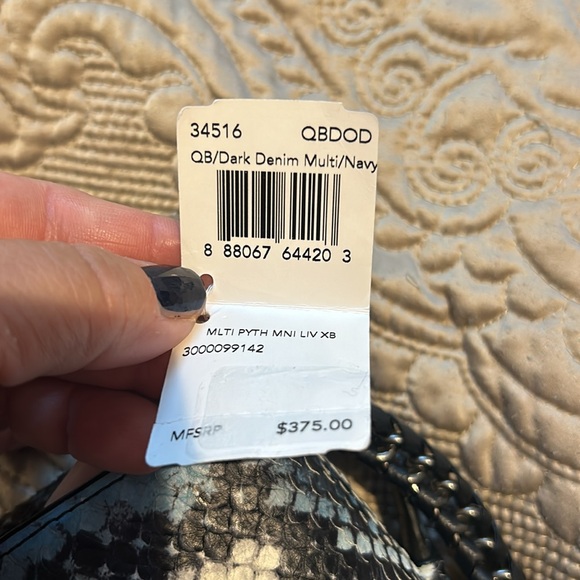 34516 QBDOD
QB/Dark Denim Multi/Navy
8 88067 64420 3
MLTI PYTH MNI LIV XB
3000099142
MFSRP $375.00